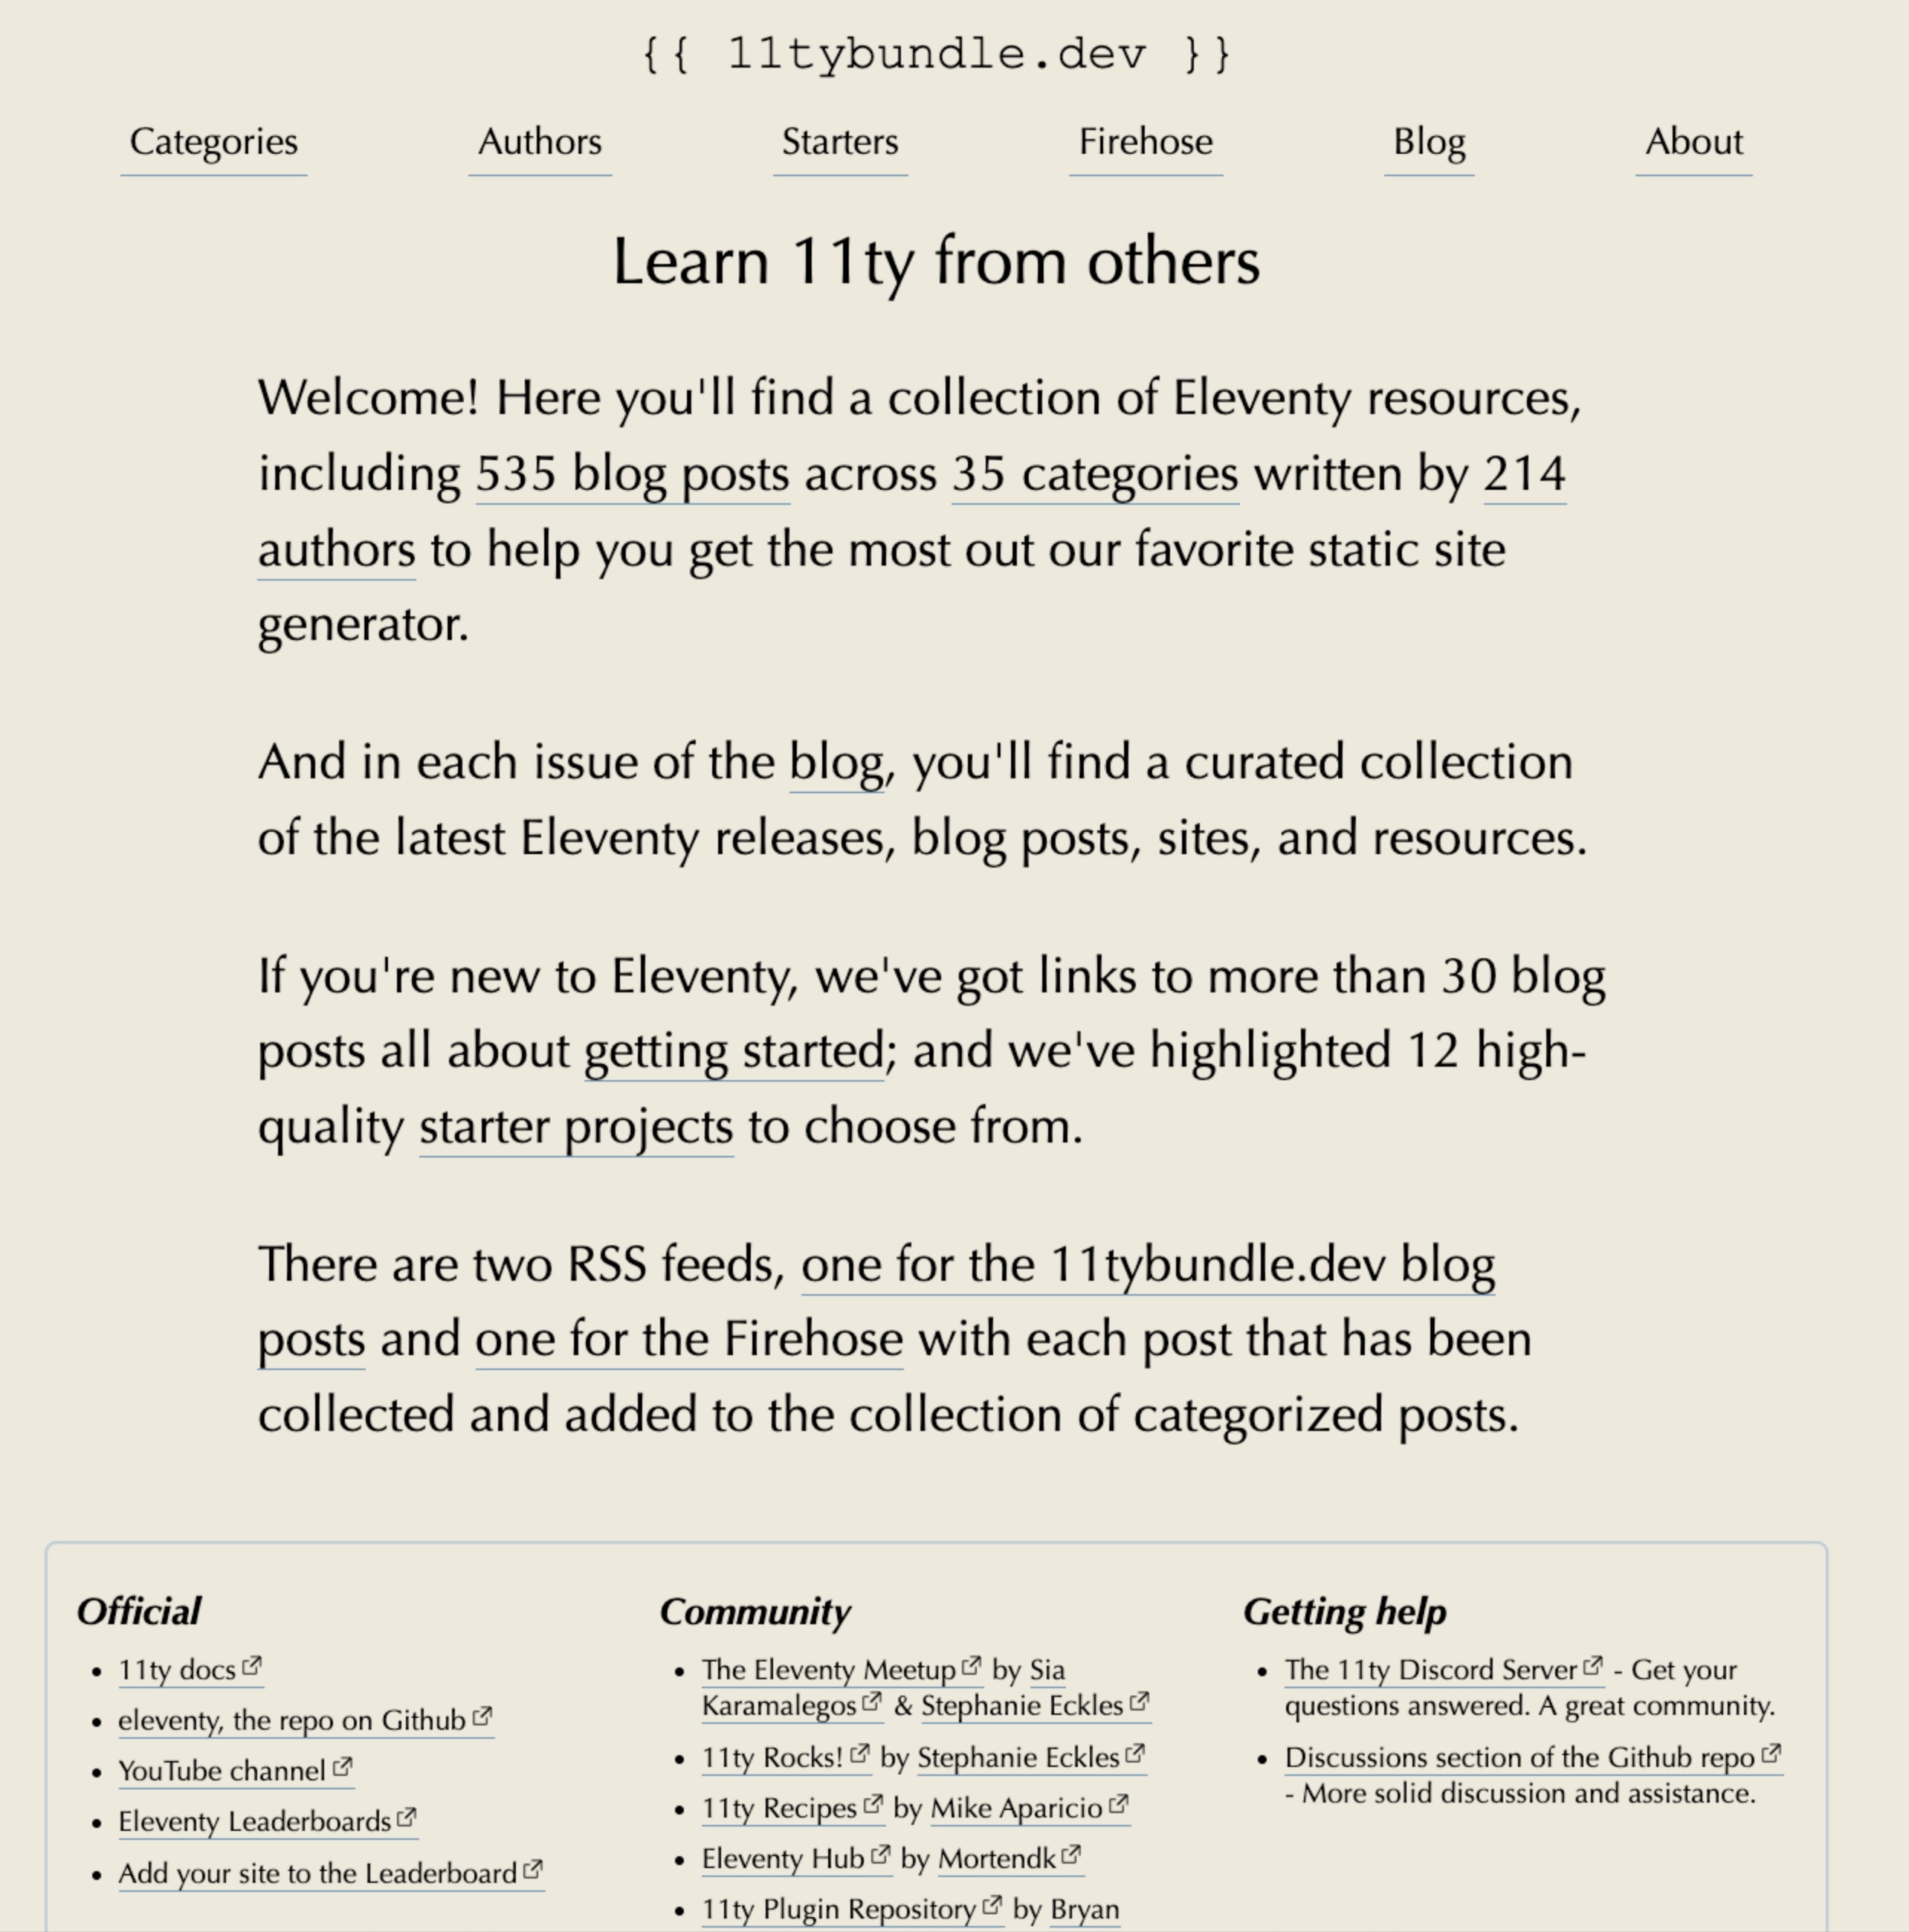 {{ 11tybundle.dev }}
Categories Authors Starters Firehose Blog About
Learn 11ty from others
Welcome! Here you'll find a collection of Eleventy resources,
including 535 blog posts across 35 categories written by 214
authors to help you get the most out our favorite static site
generator.
And in each issue of the blog, you'll find a curated collection
of the latest Eleventy releases, blog posts, sites, and resources.
If you're new to Eleventy, we've got links to more than 30 blog
posts all about getting started; and we've highlighted 12 high-
quality starter projects to choose from.
There are two RSS feeds, one for the 11tybundle.dev blog
posts and one for the Firehose with each post that has been
collected and added to the collection of categorized posts.
Official
• 11ty docs
• eleventy, the repo on Github
• YouTube channel
• Eleventy Leaderboards
• Add your site to the Leaderboard
Community
• The Eleventy Meetup by Sia
Karamalegos & Stephanie Eckles
• 11ty Rocks! by Stephanie Eckles
• 11ty Recipes by Mike Aparicio
• Eleventy Hub by Mortendk
• 11ty Plugin Repository by Bryan
Getting help
• The 11ty Discord Server - Get your
questions answered. A great community.
• Discussions section of the Github repo
- More solid discussion and assistance.